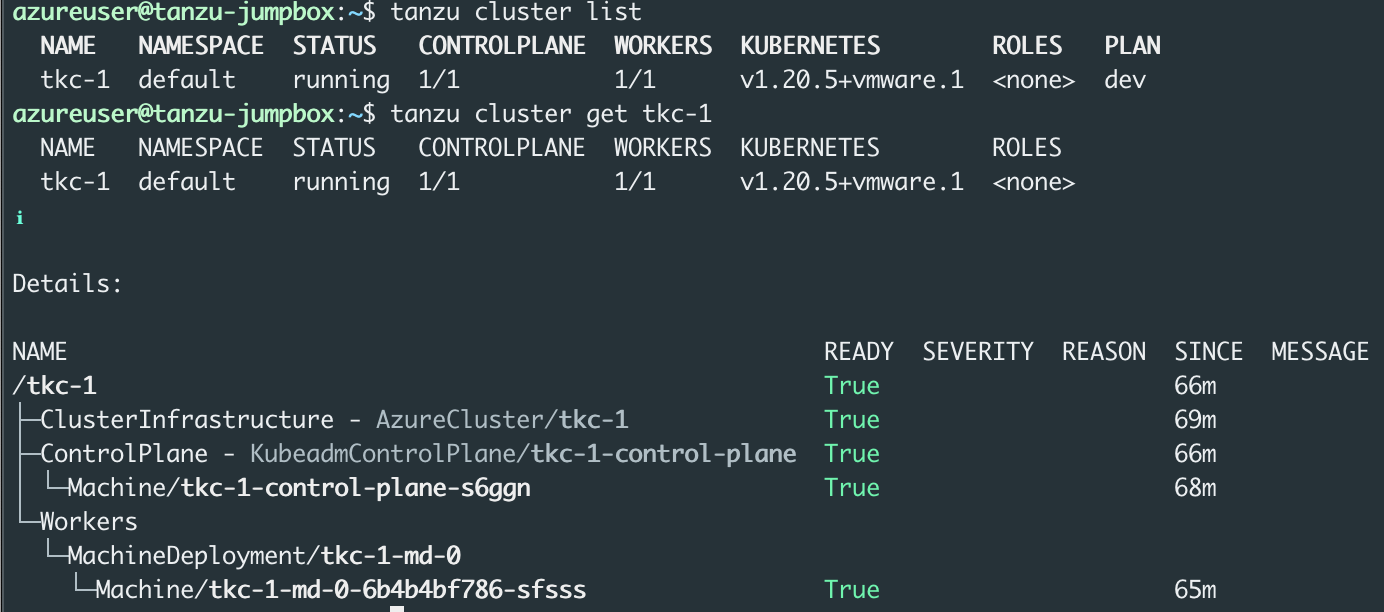 azureuser@tanzu-jumpbox:~$ tanzu cluster list
NAME NAMESPACE STATUS CONTROLPLANE WORKERS KUBERNETES ROLES PLAN
tkc-1 default running 1/1 1/1 v1.20.5+vmware.1 <none> dev
azureuser@tanzu-jumpbox:~$ tanzu cluster get tkc-1
NAME NAMESPACE STATUS CONTROLPLANE WORKERS KUBERNETES ROLES
tkc-1 default running 1/1 1/1 v1.20.5+vmware.1 <none>
ℹ
Details:
NAME READY SEVERITY REASON SINCE MESSAGE
/tkc-1 True 66m
├─ClusterInfrastructure - AzureCluster/tkc-1 True 69m
├─ControlPlane - KubeadmControlPlane/tkc-1-control-plane True 66m
│ └─Machine/tkc-1-control-plane-s6ggn True 68m
└─Workers
└─MachineDeployment/tkc-1-md-0
└─Machine/tkc-1-md-0-6b4b4bf786-sfsss True 65m